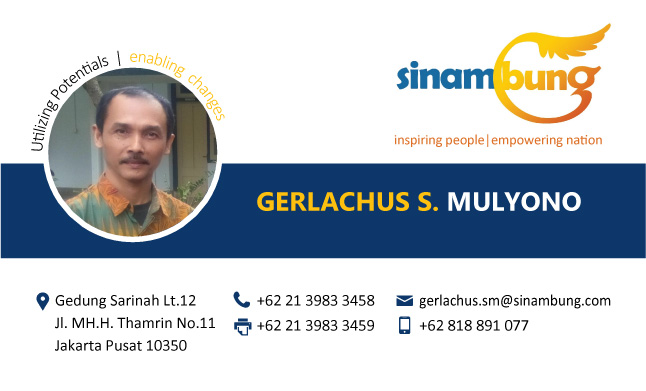 Utilizing Potentials | enabling changes
sinambung
inspiring people|empowering nation
GERLACHUS S. MULYONO
Gedung Sarinah Lt.12
Jl. MH.H. Thamrin No.11
Jakarta Pusat 10350
+62 21 3983 3458
+62 21 3983 3459
gerlachus.sm@sinambung.com
+62 818 891 077